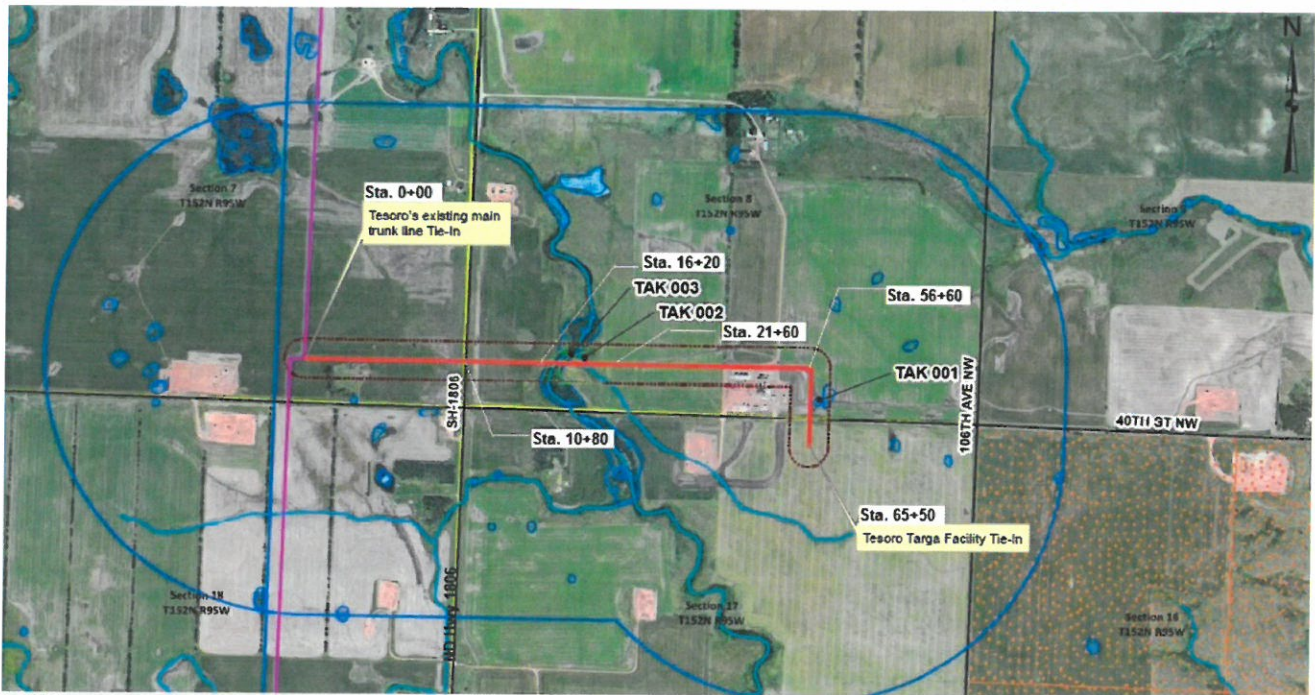 N
Section 7
T152N R95W
Sta. 0+00
Tesoro's existing main
trunk line Tie-In
Section 8
T152N R95W
T152N R95W
Sta. 16+20
TAK 003
TAK 002
Sta. 56+60
Sta. 21+60
TAK 001
SH-1806
106TH AVE NW
40TH ST NW
Sta. 10+80
Sta. 65+50
Tesoro Targa Facility Tie-In
Section 18
T152N R95W
ND Hwy 1806
Section 17
T152N R95W
Section 16
T152N R95W